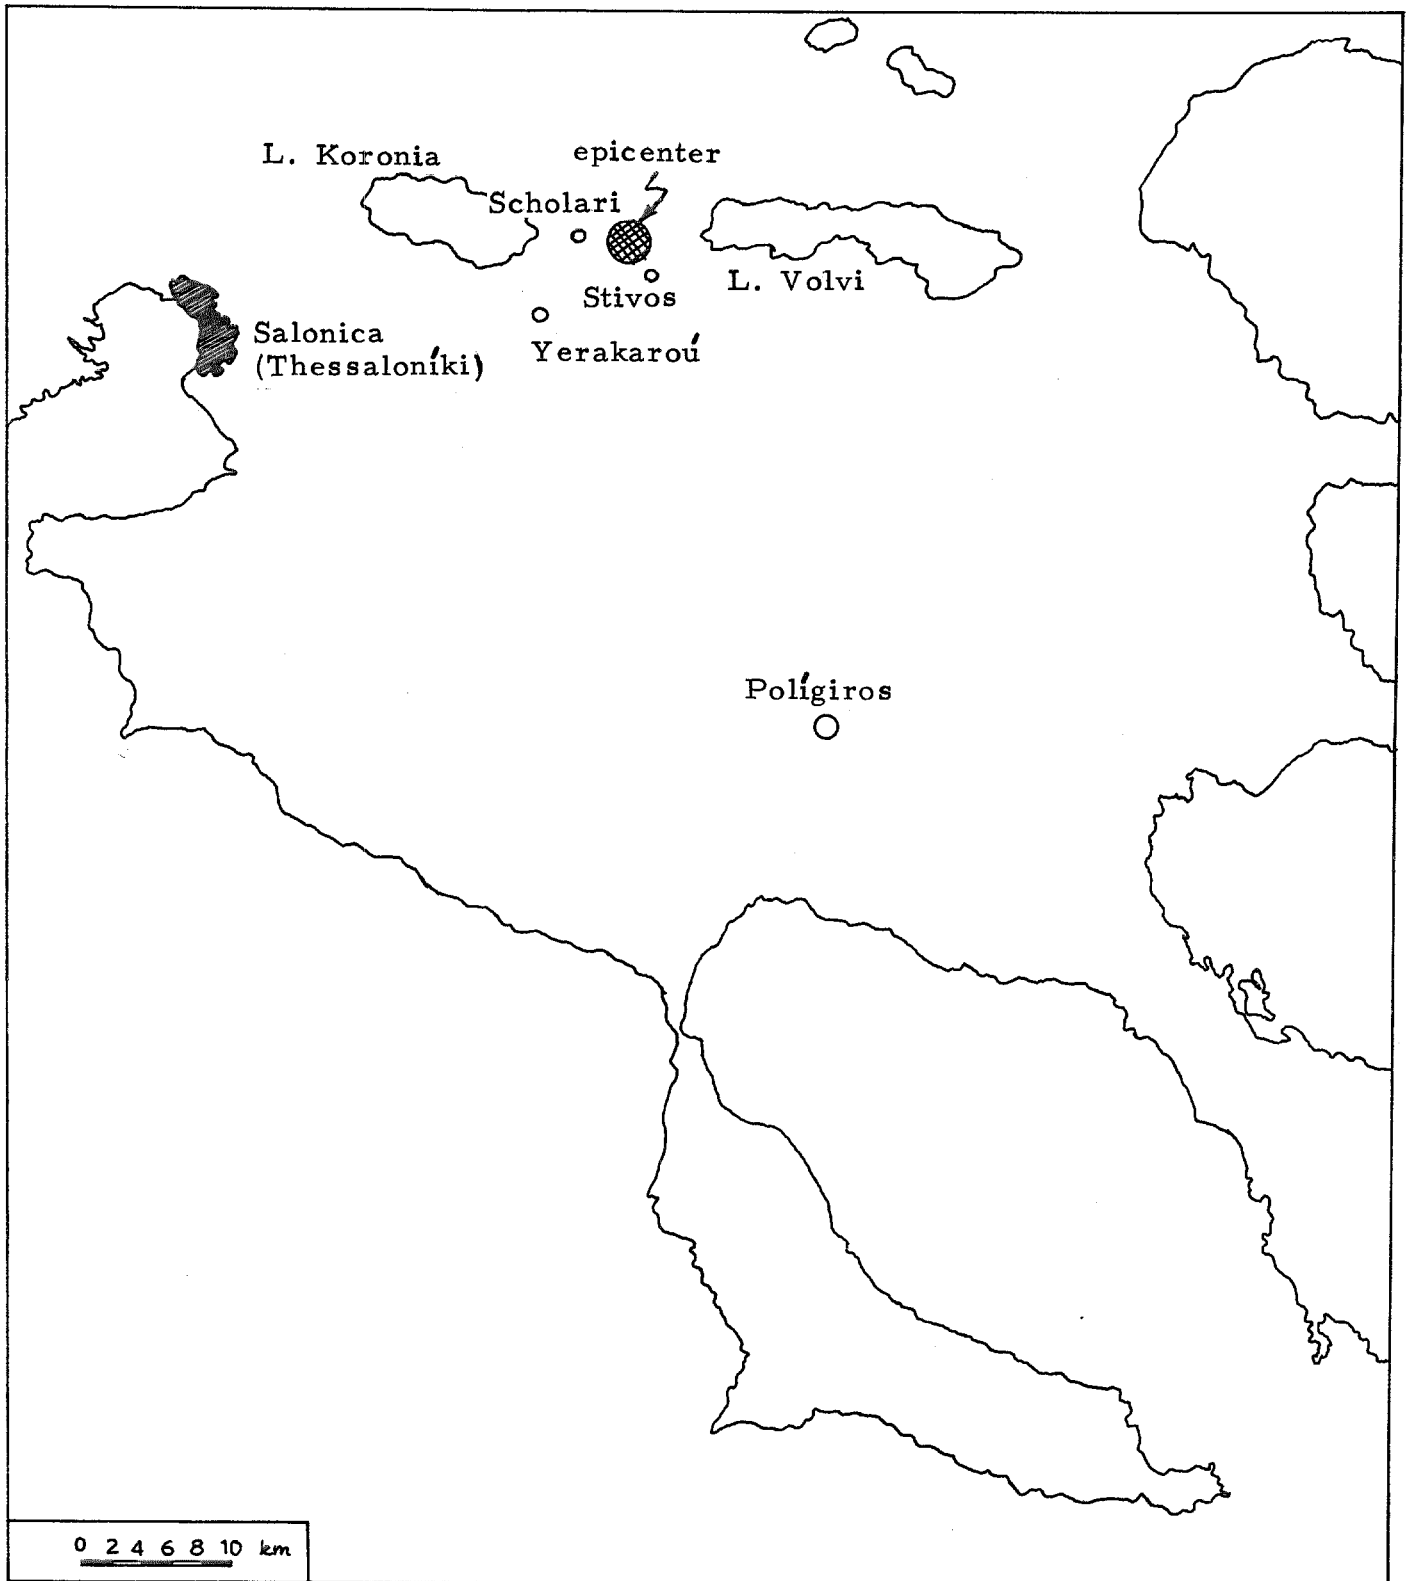 L. Koronia
epicenter
Scholari
Stivos
L. Volvi
Salonica
(Thessaloníki)
Yerakaroú
Polígiros
0 2 4 6 8 10 km